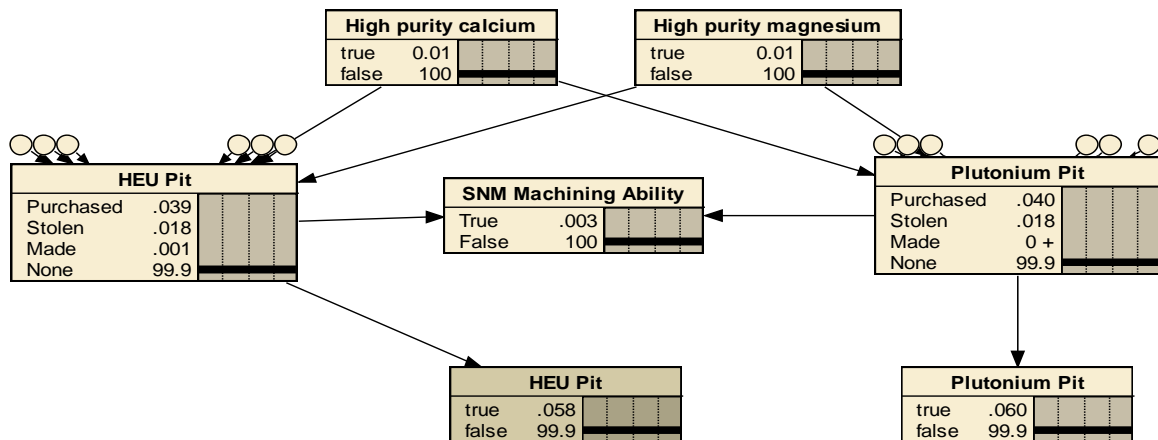 High purity calcium
true 0.01
false 100
High purity magnesium
true 0.01
false 100
HEU Pit
Purchased .039
Stolen .018
Made .001
None 99.9
SNM Machining Ability
True .003
False 100
Plutonium Pit
Purchased .040
Stolen .018
Made 0 +
None 99.9
HEU Pit
true .058
false 99.9
Plutonium Pit
true .060
false 99.9